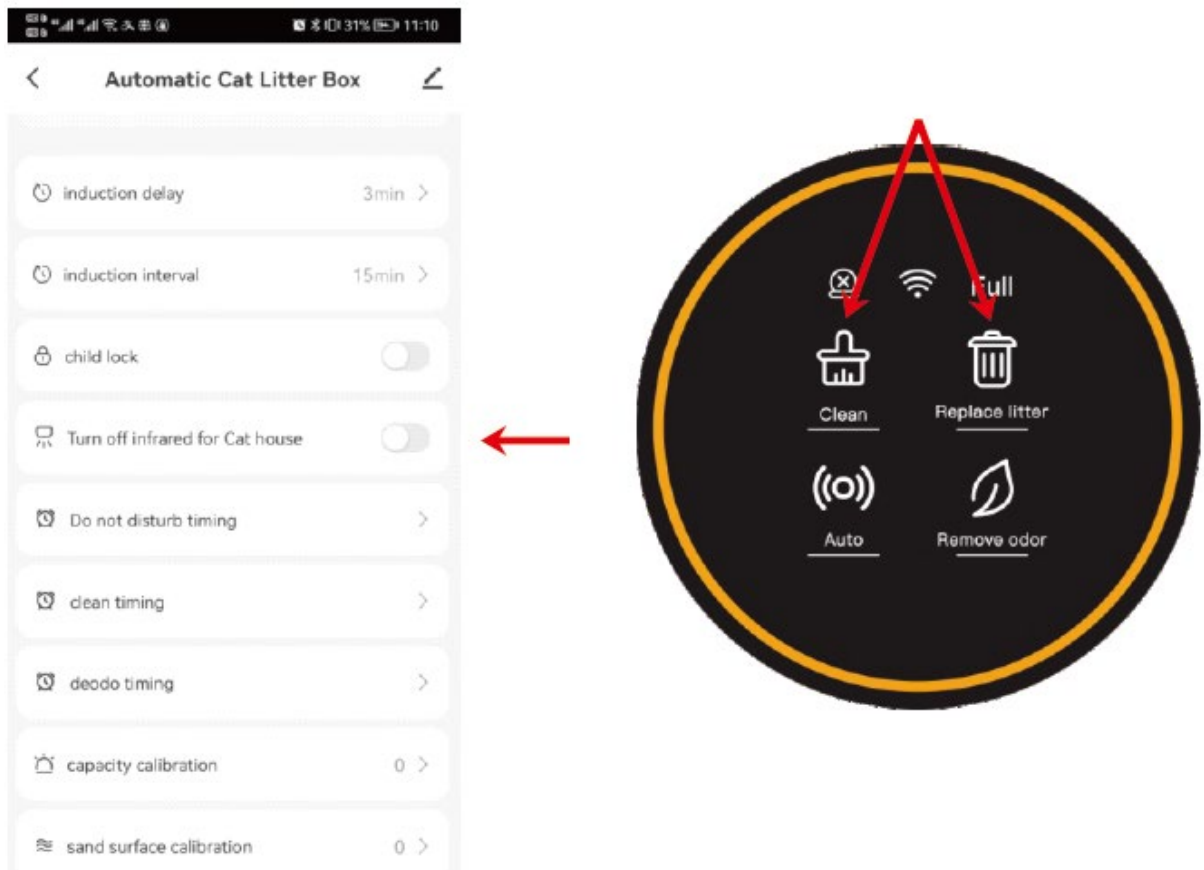 31% 11:10
Automatic Cat Litter Box
induction delay 3min
induction interval 15min
child lock
Turn off infrared for Cat house
Do not disturb timing
clean timing
deodo timing
capacity calibration 0
sand surface calibration 0
Full
Clean Replace litter
Auto Remove odor